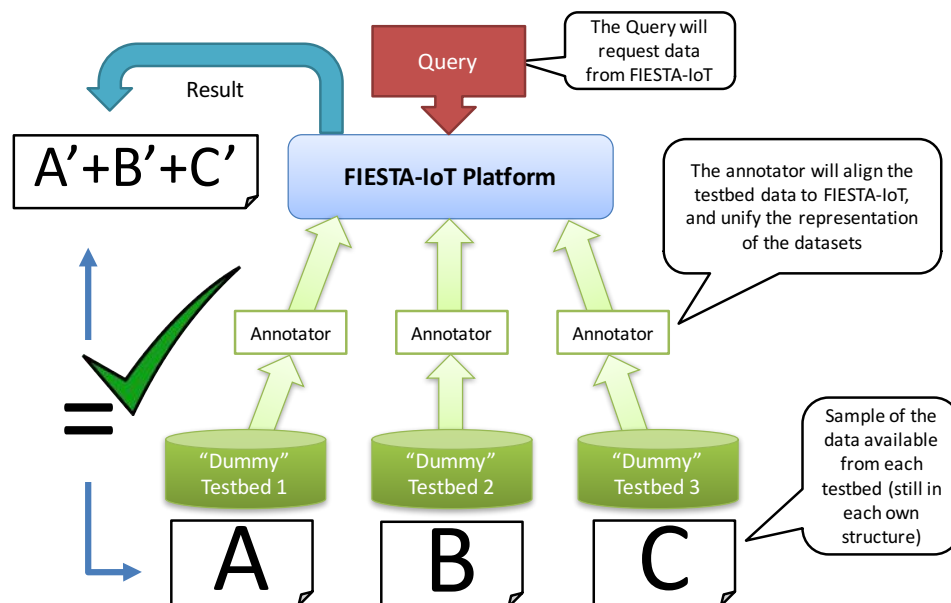 The Query will
request data
from FIESTA-IoT
Query
Result
A’+B’+C’
FIESTA-IoT Platform
The annotator will align the
testbed data to FIESTA-IoT,
and unify the representation
of the datasets
Annotator
Annotator
Annotator
=
“Dummy”
Testbed 1
“Dummy”
Testbed 2
“Dummy”
Testbed 3
Sample of the
data available
from each
testbed (still in
each own
structure)
A
B
C